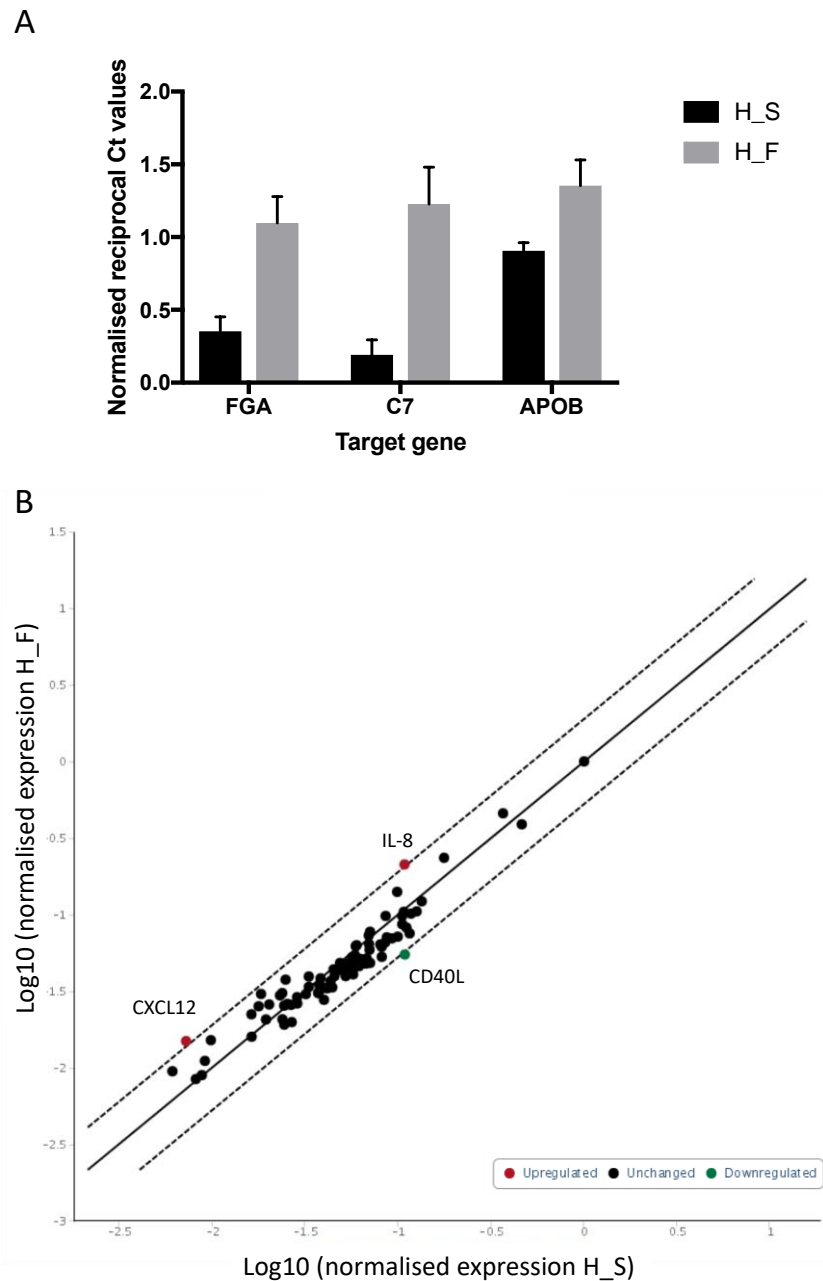 A
Normalised reciprocal Ct values
2.0
1.5
1.0
0.5
0.0
FGA
C7
APOB
Target gene
H_S
H_F
B
Log10 (normalised expression H_F)
1.5
1
0.5
0
-0.5
-1
-1.5
-2
-2.5
-3
IL-8
CD40L
CXCL12
Upregulated Unchanged Downregulated
-2.5 -2 -1.5 -1 -0.5 0 0.5 1
Log10 (normalised expression H_S)